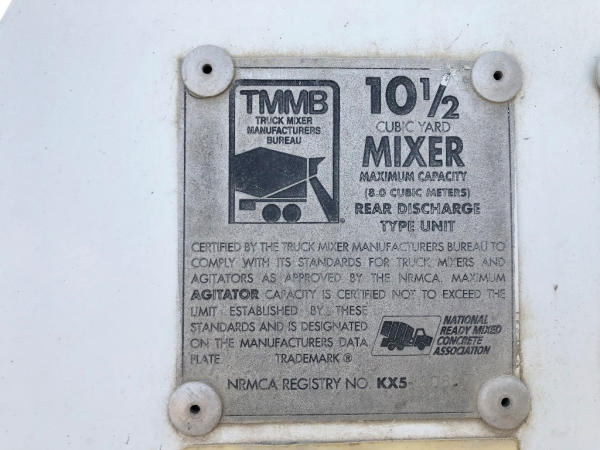 TMMB
TRUCK MIXER
MANUFACTURERS
BUREAU
10 1/2
CUBIC YARD
MIXER
MAXIMUM CAPACITY
(8.0 CUBIC METERS)
REAR DISCHARGE
TYPE UNIT
CERTIFIED BY THE TRUCK MIXER MANUFACTURERS BUREAU TO
COMPLY WITH ITS STANDARDS FOR TRUCK MIXERS AND
AGITATORS AS APPROVED BY THE NRMCA. MAXIMUM
AGITATOR CAPACITY IS CERTIFIED NOT TO EXCEED THE
LIMIT ESTABLISHED BY THESE
STANDARDS AND IS DESIGNATED
ON THE MANUFACTURERS DATA
PLATE. TRADEMARK ®
NATIONAL
READY MIXED
CONCRETE
ASSOCIATION
NRMCA REGISTRY NO. KX5-